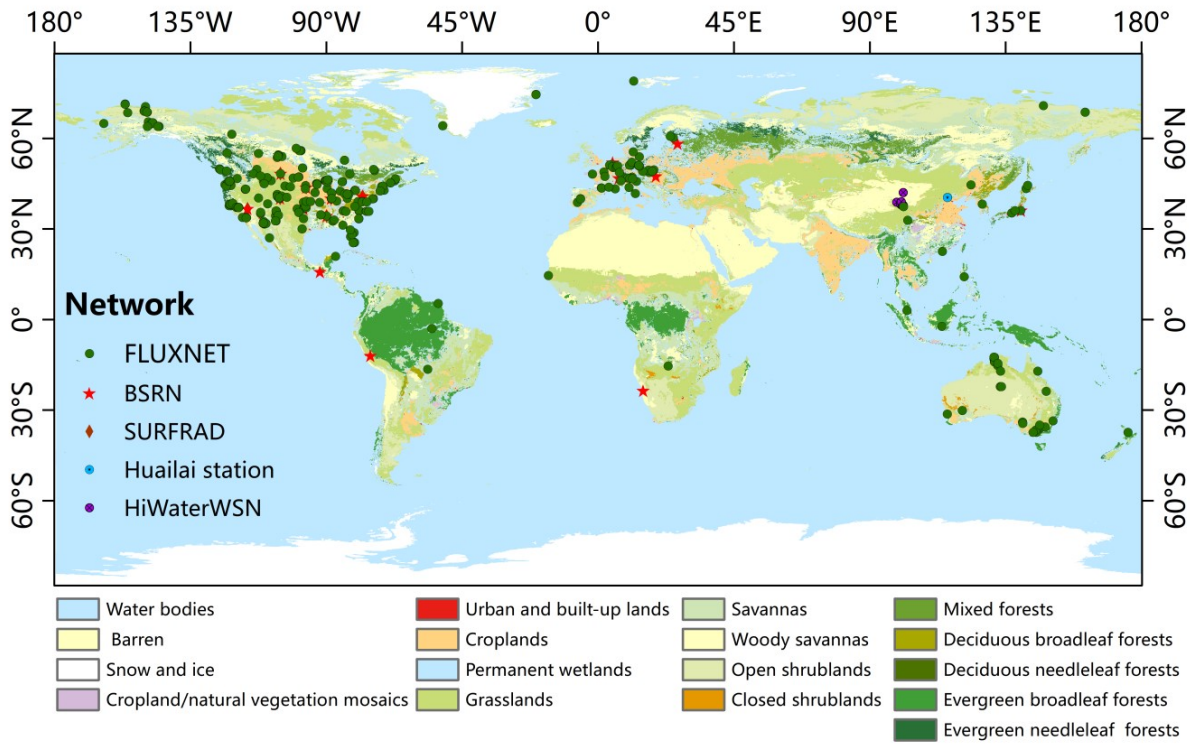 180° 90°W 45°W 0° 45°E 90°E 135°E 180°
60°N 60°N
30°N 30°N
0° 0°
30°S 30°S
60°S 60°S
Network
FLUXNET
BSRN
SURFRAD
Huailai station
HiWaterWSN
Water bodies Urban and built-up lands Savannas Mixed forests
Barren Croplands Woody savannas Deciduous broadleaf forests
Snow and ice Permanent wetlands Open shrublands Deciduous needleleaf forests
Cropland/natural vegetation mosaics Grasslands Closed shrublands Evergreen broadleaf forests
Evergreen needleleaf forests